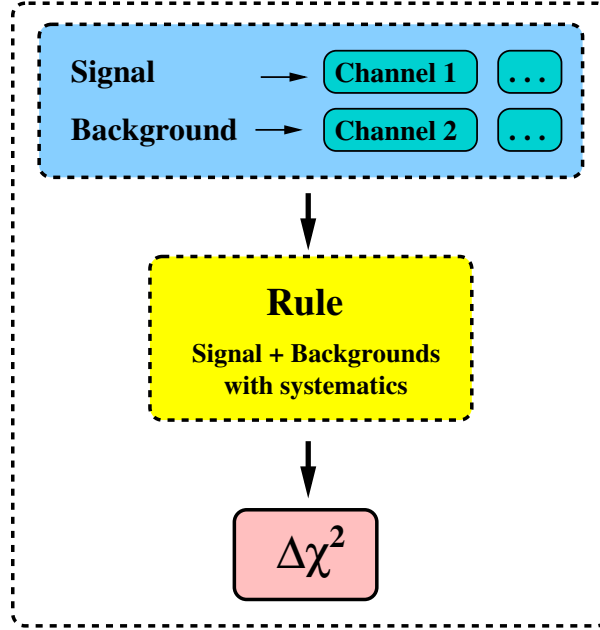 Signal Channel 1 ...
Background Channel 2 ...
Rule
Signal + Backgrounds
with systematics
Δχ²